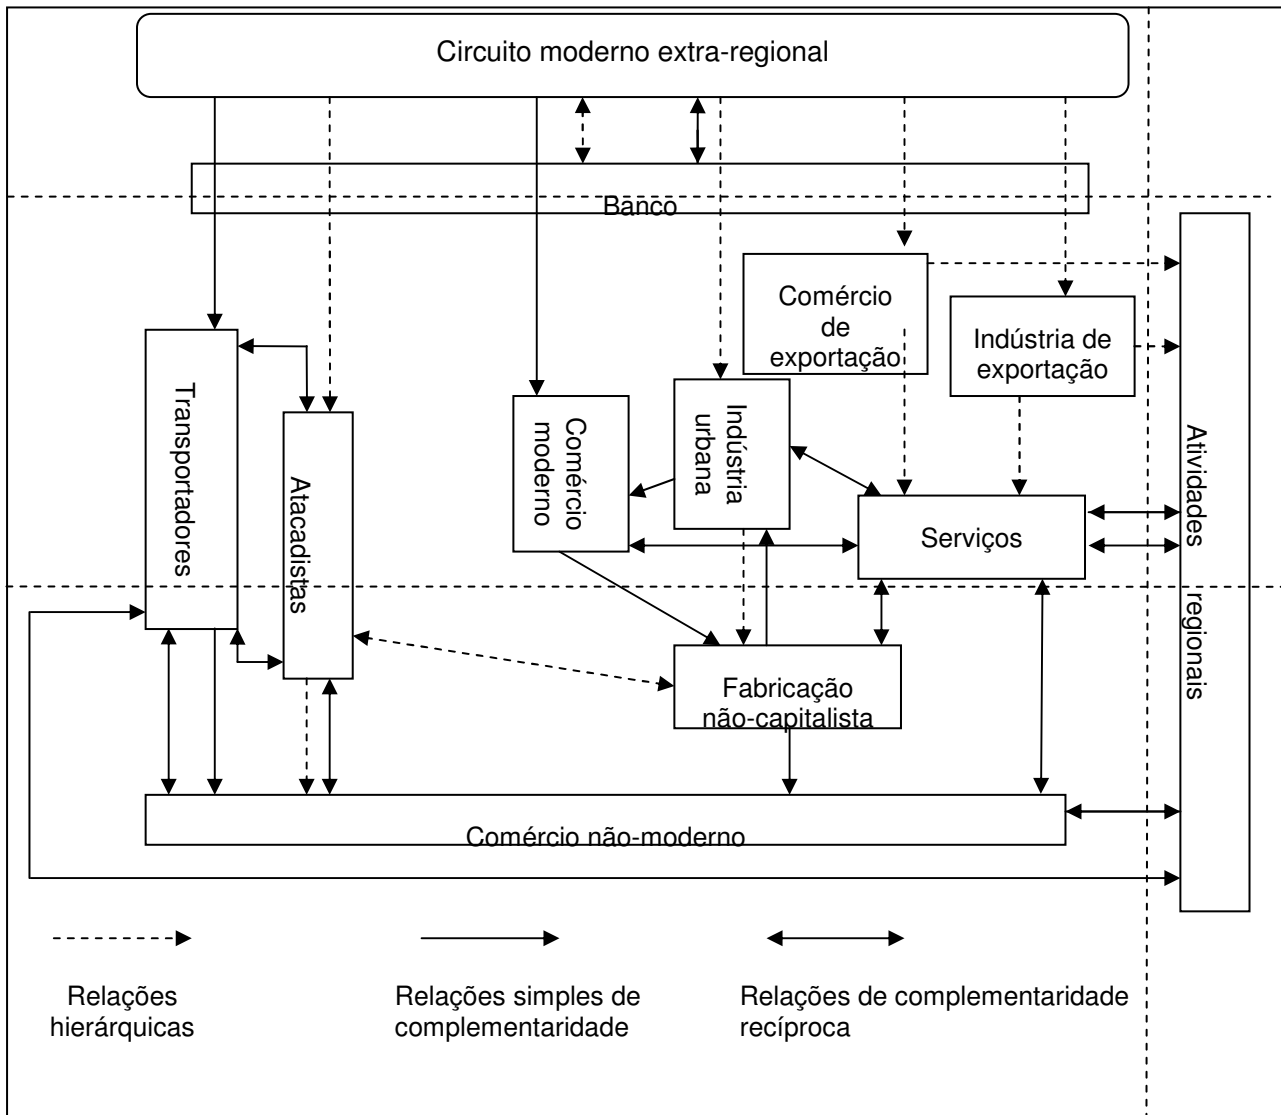 Circuito moderno extra-regional
Banco
Comércio
de
exportação
Indústria de
exportação
Transportadores
Atacadistas
Comércio
moderno
Indústria
urbana
Serviços
Atividades regionais
Fabricação
não-capitalista
Comércio não-moderno
Relações
hierárquicas
Relações simples de
complementaridade
Relações de complementaridade
recíproca